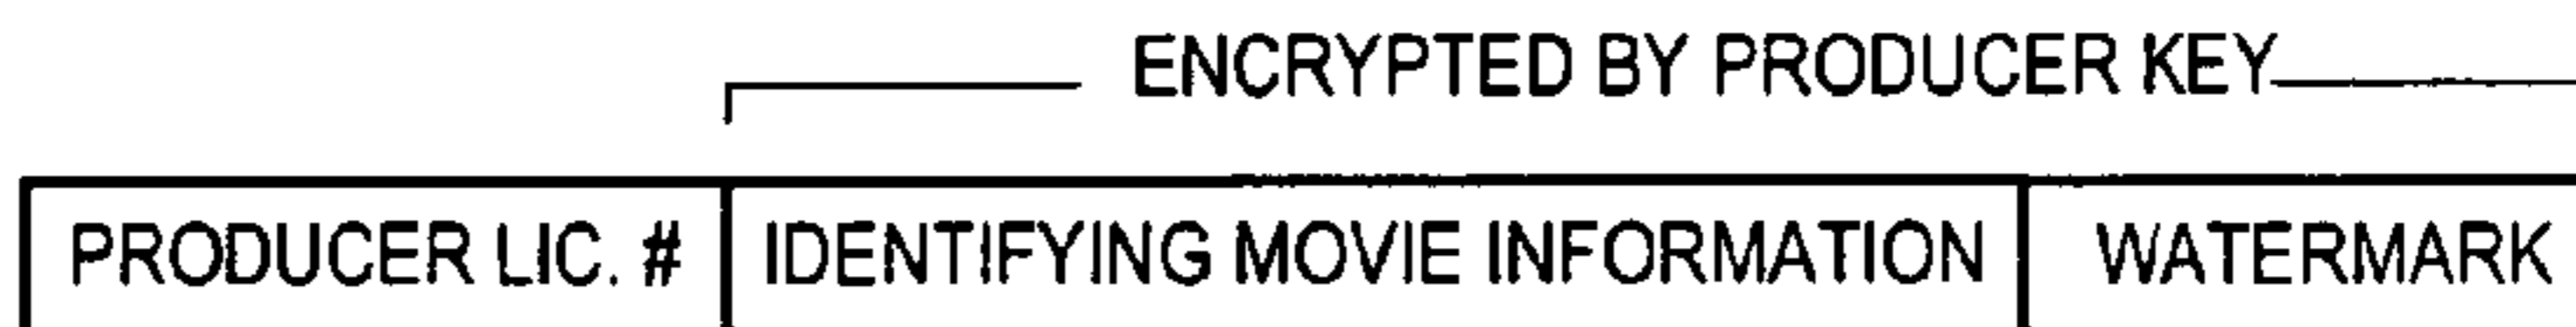 ENCRYPTED BY PRODUCER KEY
PRODUCER LIC. # IDENTIFYING MOVIE INFORMATION WATERMARK